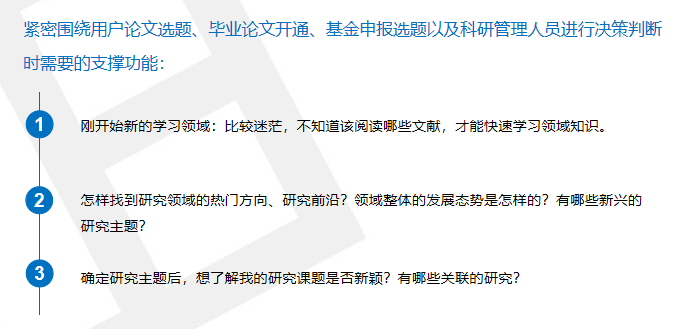 紧密围绕用户论文选题、毕业论文开通、基金申报选题以及科研管理人员进行决策判断
时需要的支撑功能：
1 刚开始新的学习领域：比较迷茫，不知道该阅读哪些文献，才能快速学习领域知识。
2 怎样找到研究领域的热门方向、研究前沿？领域整体的发展态势是怎样的？有哪些新兴的
研究主题？
3 确定研究主题后，想了解我的研究课题是否新颖？有哪些关联的研究？